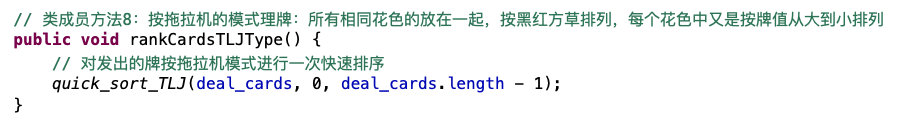 // 类成员方法8：按拖拉机的模式理牌：所有相同花色的放在一起，按黑红方草排列，每个花色中又是按牌值从大到小排列
public void rankCardsTLJType() {
// 对发出的牌按拖拉机模式进行一次快速排序
quick_sort_TLJ(deal_cards, 0, deal_cards.length - 1);
}